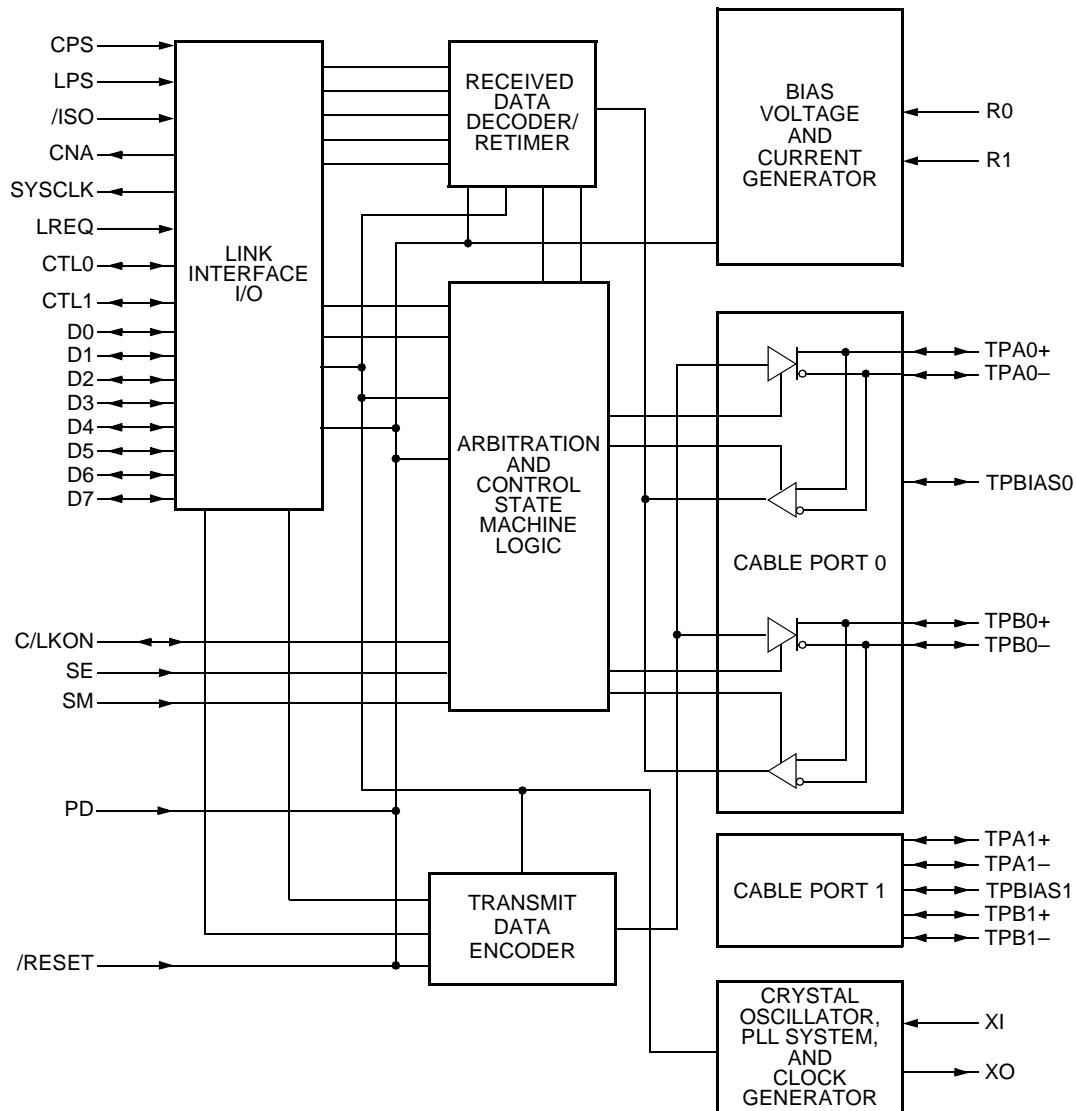 CPS
LPS
/ISO
CNA
SYSCLK
LREQ
CTL0
CTL1
D0
D1
D2
D3
D4
D5
D6
D7
C/LKON
SE
SM
PD
/RESET
LINK
INTERFACE
I/O
RECEIVED
DATA
DECODER/
RETIMER
ARBITRATION
AND
CONTROL
STATE
MACHINE
LOGIC
TRANSMIT
DATA
ENCODER
BIAS
VOLTAGE
AND
CURRENT
GENERATOR
R0
R1
CABLE PORT 0
TPA0+
TPA0–
TPBIAS0
TPB0+
TPB0–
CABLE PORT 1
TPA1+
TPA1–
TPBIAS1
TPB1+
TPB1–
CRYSTAL
OSCILLATOR,
PLL SYSTEM,
AND
CLOCK
GENERATOR
XI
XO